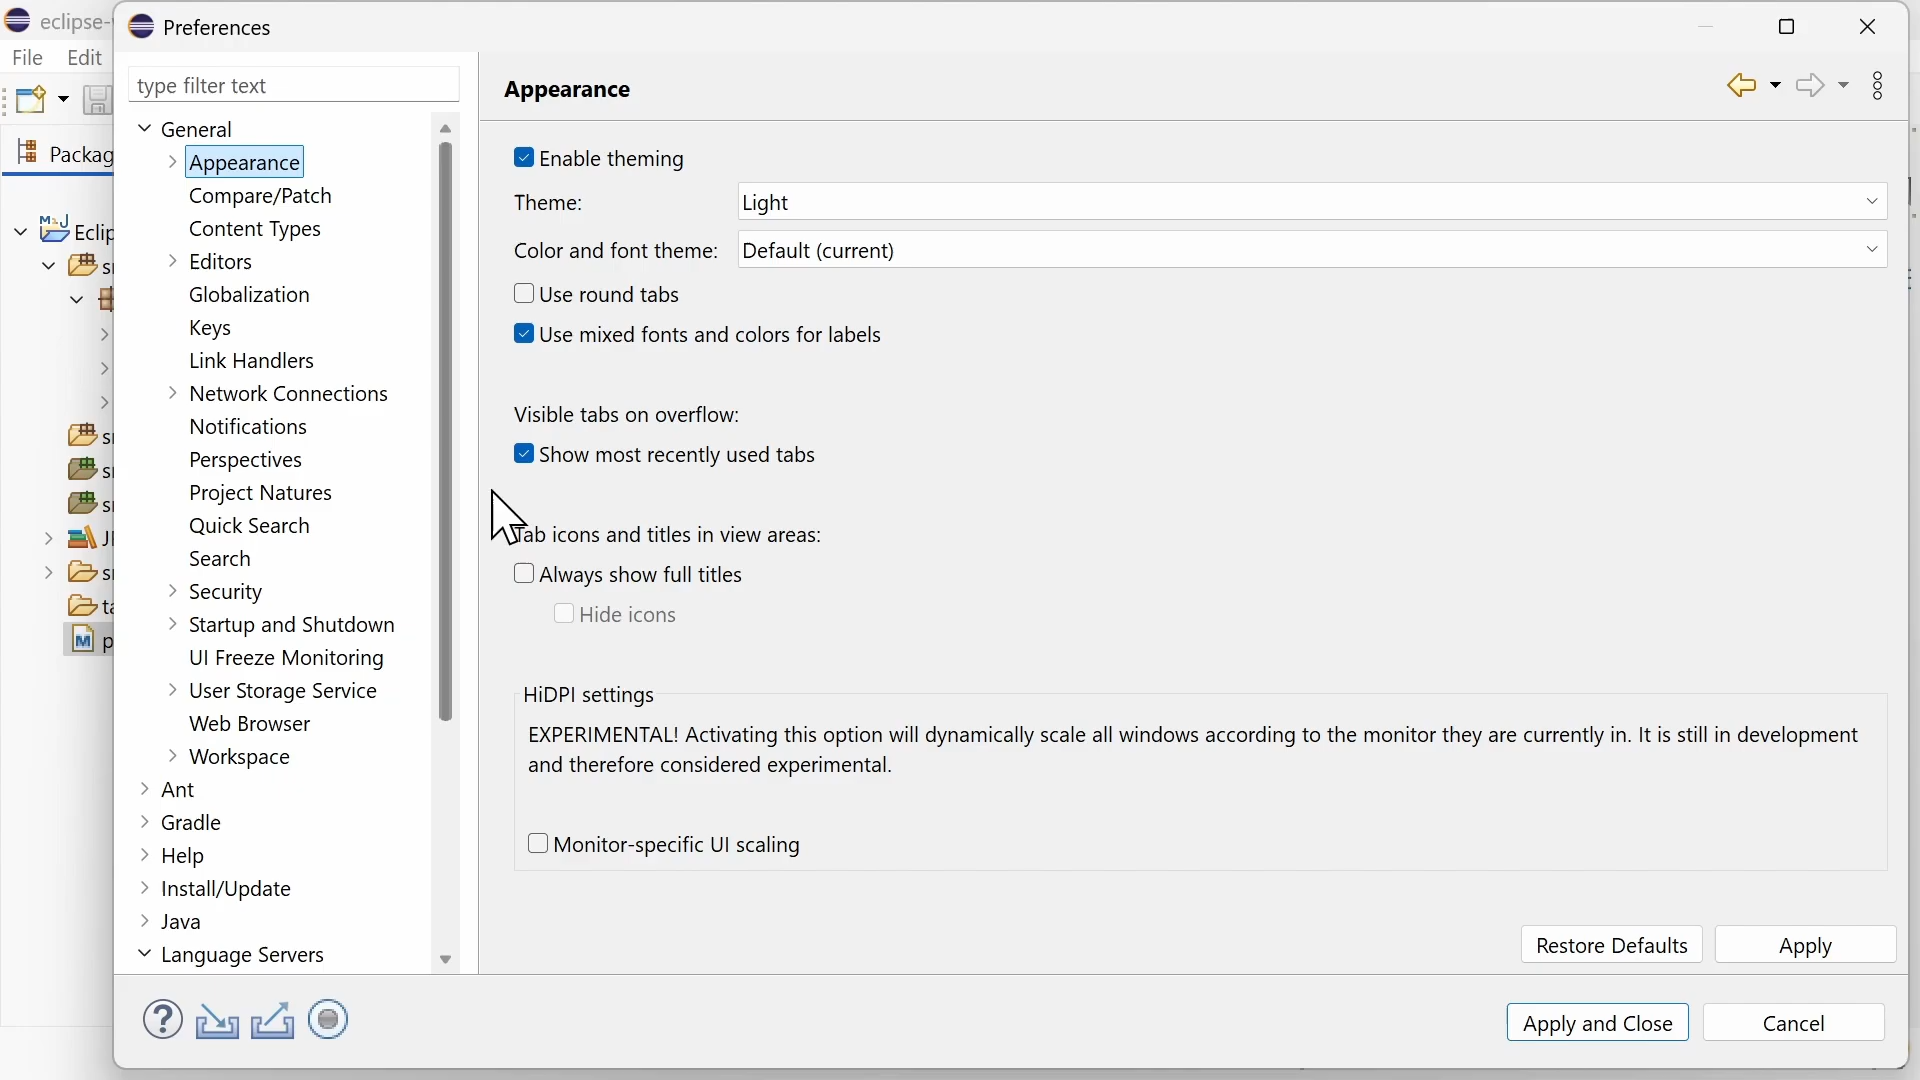 eclipse-
Preferences
File Edit
type filter text
Appearance
Packag
General
Appearance
Compare/Patch
Content Types
Editors
Globalization
Keys
Link Handlers
Network Connections
Notifications
Perspectives
Project Natures
Quick Search
Search
Security
Startup and Shutdown
UI Freeze Monitoring
User Storage Service
Web Browser
Workspace
Ant
Gradle
Help
Install/Update
Java
Language Servers
Eclip
Enable theming
Theme: Light
Color and font theme: Default (current)
Use round tabs
Use mixed fonts and colors for labels
Visible tabs on overflow:
Show most recently used tabs
Tab icons and titles in view areas:
Always show full titles
Hide icons
HiDPI settings
EXPERIMENTAL! Activating this option will dynamically scale all windows according to the monitor they are currently in. It is still in development
and therefore considered experimental.
Monitor-specific UI scaling
Restore Defaults Apply
Apply and Close Cancel